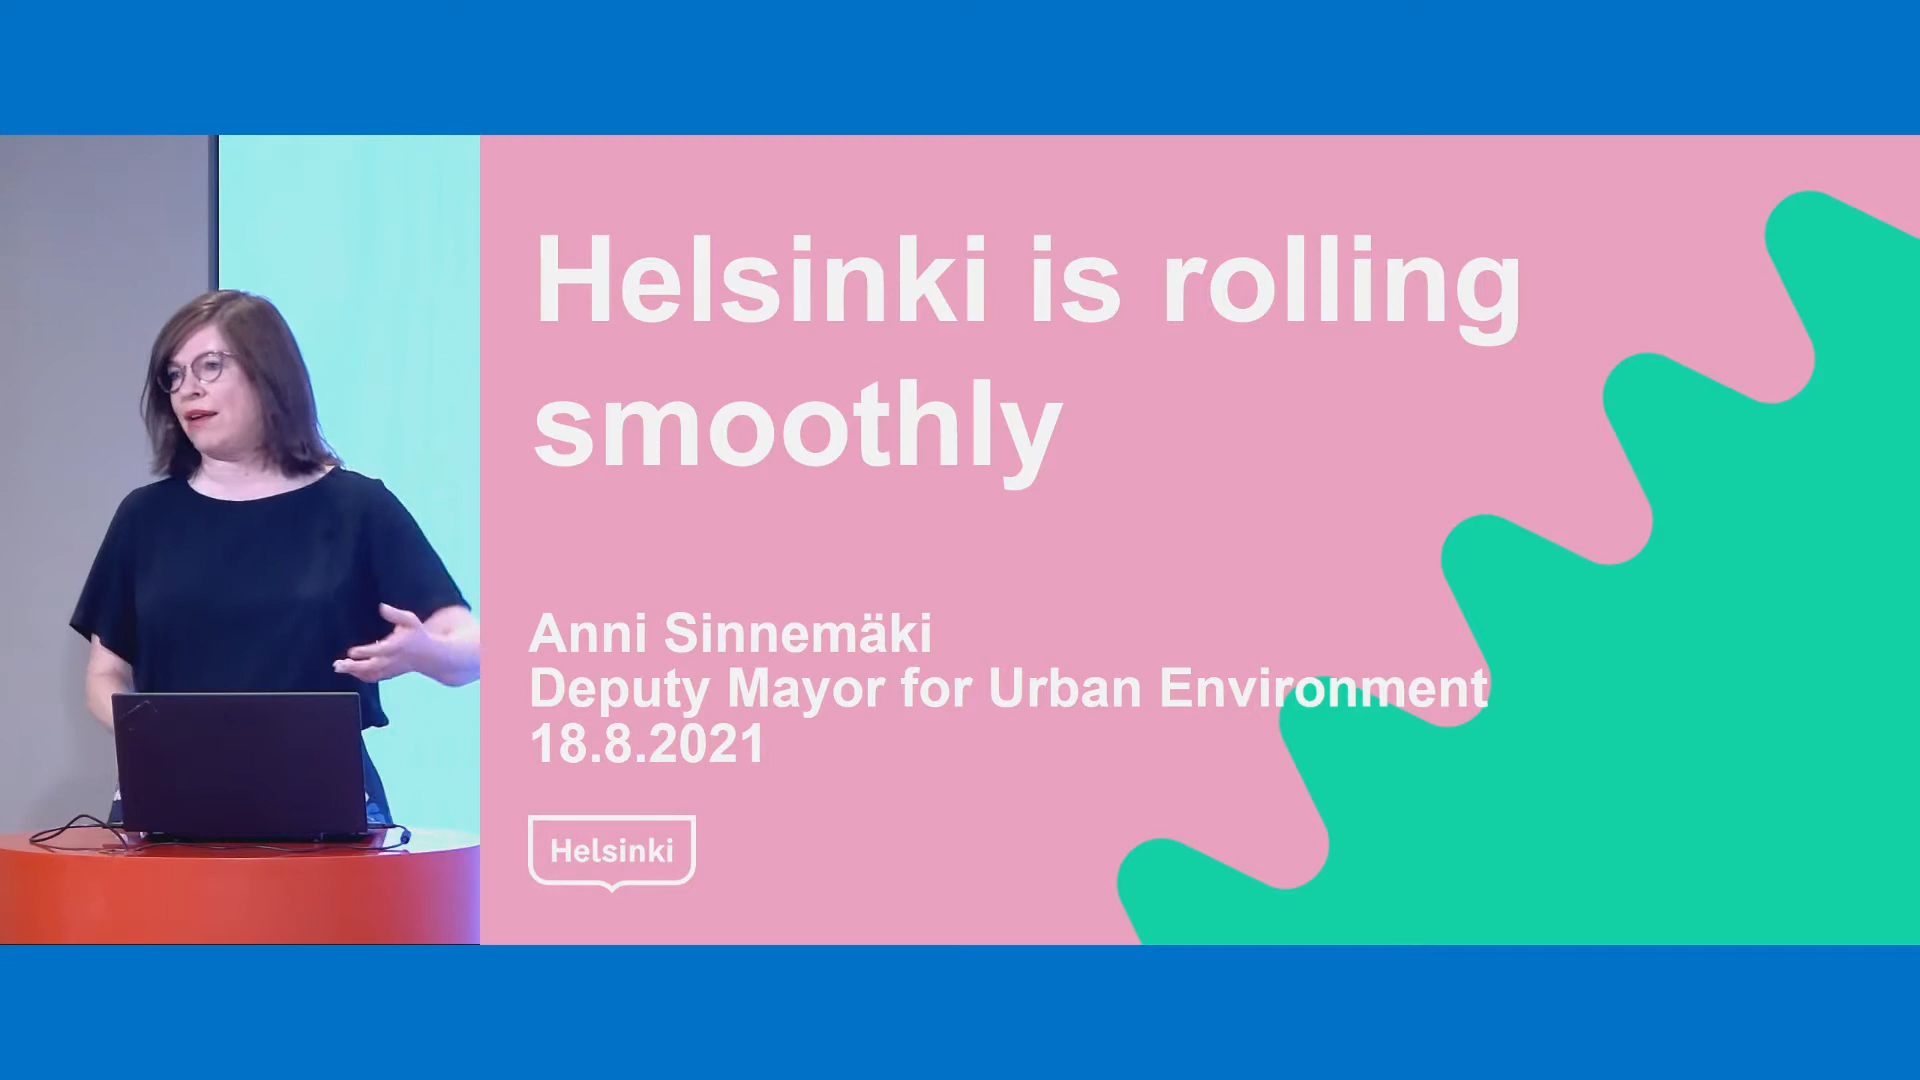 Helsinki is rolling
smoothly
Anni Sinnemäki
Deputy Mayor for Urban Environment
18.8.2021
Helsinki